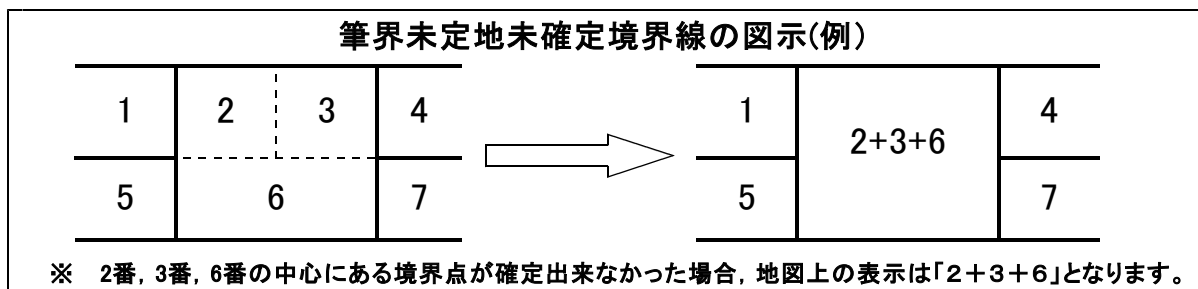 筆界未定地未確定境界線の図示(例)
1 2 3 4
5 6 7
1 2+3+6 4
5 7
※ 2番,3番,6番の中心にある境界点が確定出来なかった場合,地図上の表示は「２＋３＋６」となります。